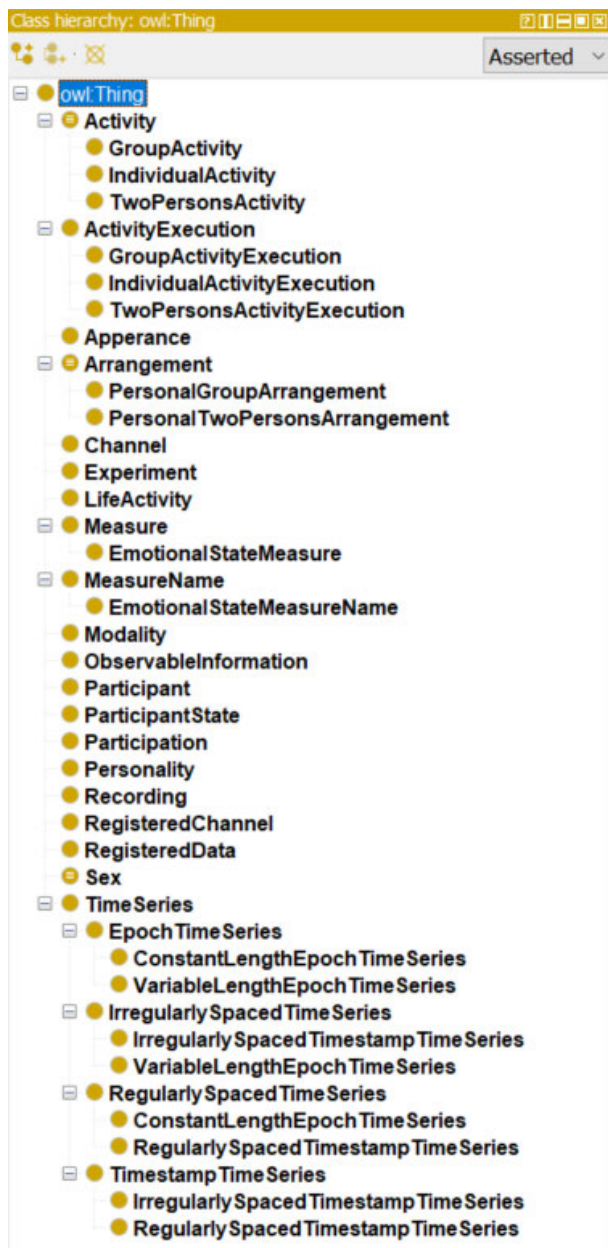 Class hierarchy: owl:Thing
Asserted
owl:Thing
Activity
GroupActivity
IndividualActivity
TwoPersonsActivity
ActivityExecution
GroupActivityExecution
IndividualActivityExecution
TwoPersonsActivityExecution
Apperance
Arrangement
PersonalGroupArrangement
PersonalTwoPersonsArrangement
Channel
Experiment
LifeActivity
Measure
EmotionalStateMeasure
MeasureName
EmotionalStateMeasureName
Modality
ObservableInformation
Participant
ParticipantState
Participation
Personality
Recording
RegisteredChannel
RegisteredData
Sex
TimeSeries
EpochTimeSeries
ConstantLengthEpochTimeSeries
VariableLengthEpochTimeSeries
IrregularlySpacedTimeSeries
IrregularlySpacedTimestampTimeSeries
VariableLengthEpochTimeSeries
RegularlySpacedTimeSeries
ConstantLengthEpochTimeSeries
RegularlySpacedTimestampTimeSeries
TimestampTimeSeries
IrregularlySpacedTimestampTimeSeries
RegularlySpacedTimestampTimeSeries